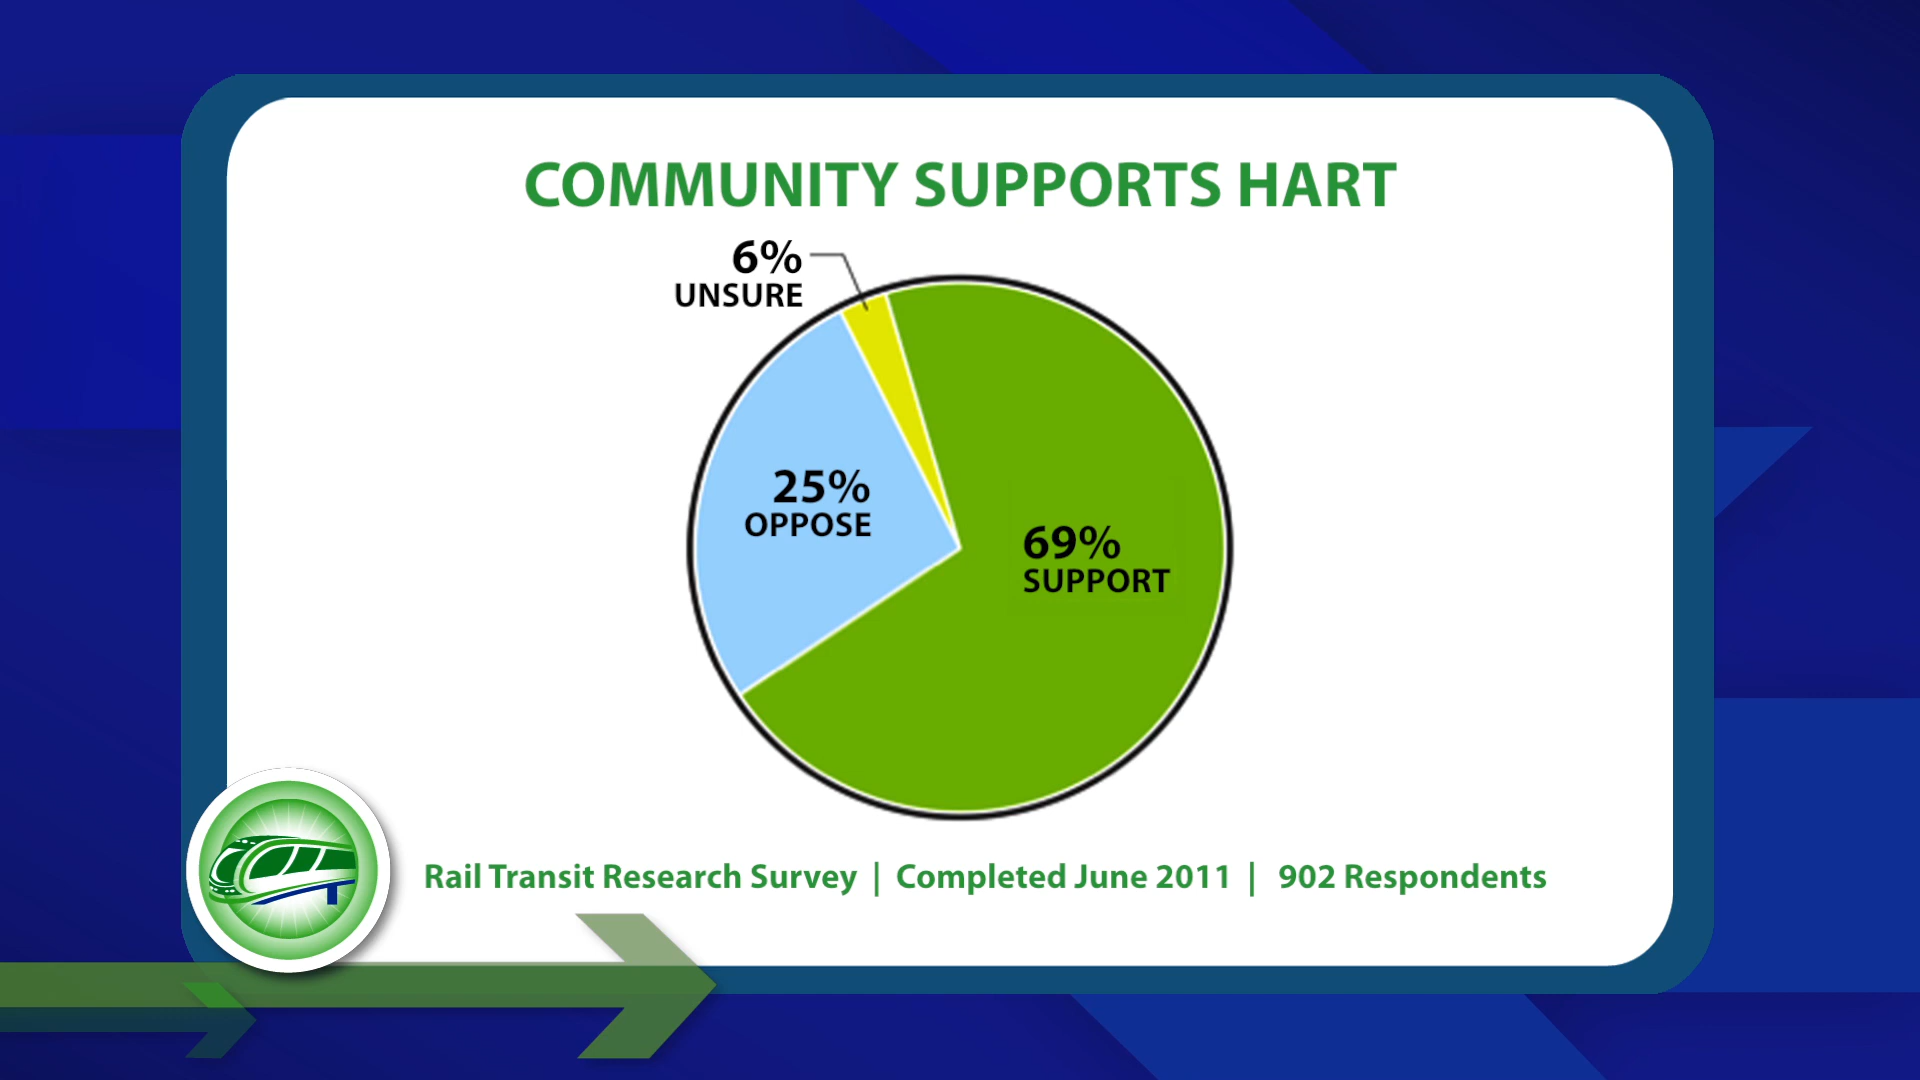 COMMUNITY SUPPORTS HART
6%
UNSURE
25%
OPPOSE
69%
SUPPORT
Rail Transit Research Survey | Completed June 2011 | 902 Respondents